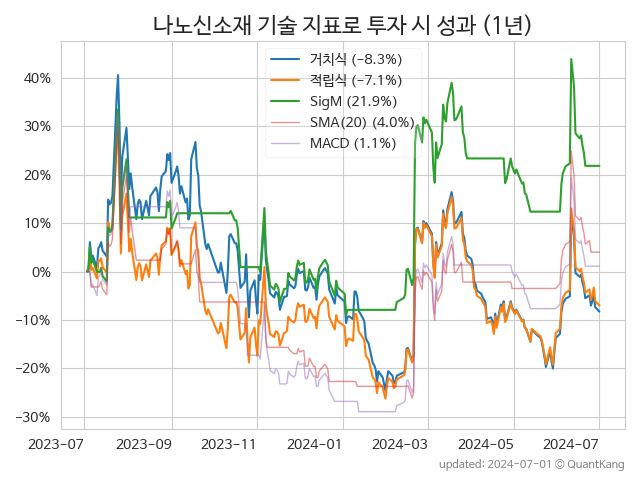 나노신소재 기술 지표로 투자 시 성과 (1년)
거치식 (−8.3%)
적립식 (−7.1%)
SigM (21.9%)
SMA(20) (4.0%)
MACD (1.1%)
40%
30%
20%
10%
0%
−10%
−20%
−30%
2023-07 2023-09 2023-11 2024-01 2024-03 2024-05 2024-07
updated: 2024-07-01 © QuantKang